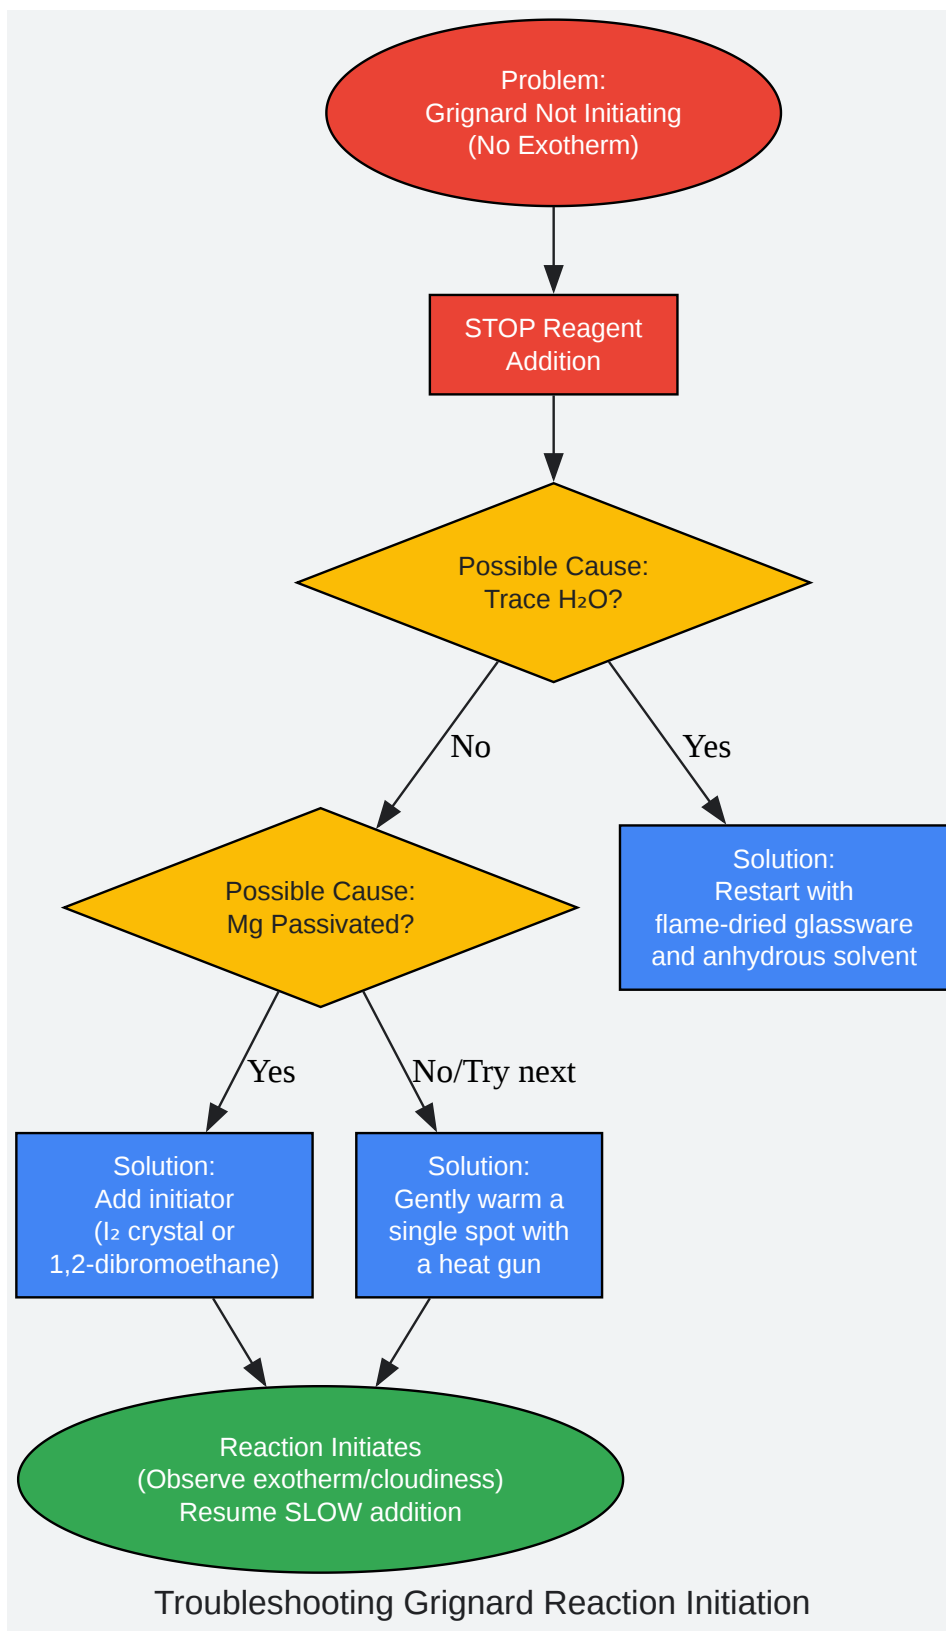 Problem:
Grignard Not Initiating
(No Exotherm)
STOP Reagent
Addition
Possible Cause:
Trace H₂O?
No
Yes
Possible Cause:
Mg Passivated?
Solution:
Restart with
flame-dried glassware
and anhydrous solvent
Yes
No/Try next
Solution:
Add initiator
(I₂ crystal or
1,2-dibromoethane)
Solution:
Gently warm a
single spot with
a heat gun
Reaction Initiates
(Observe exotherm/cloudiness)
Resume SLOW addition
Troubleshooting Grignard Reaction Initiation